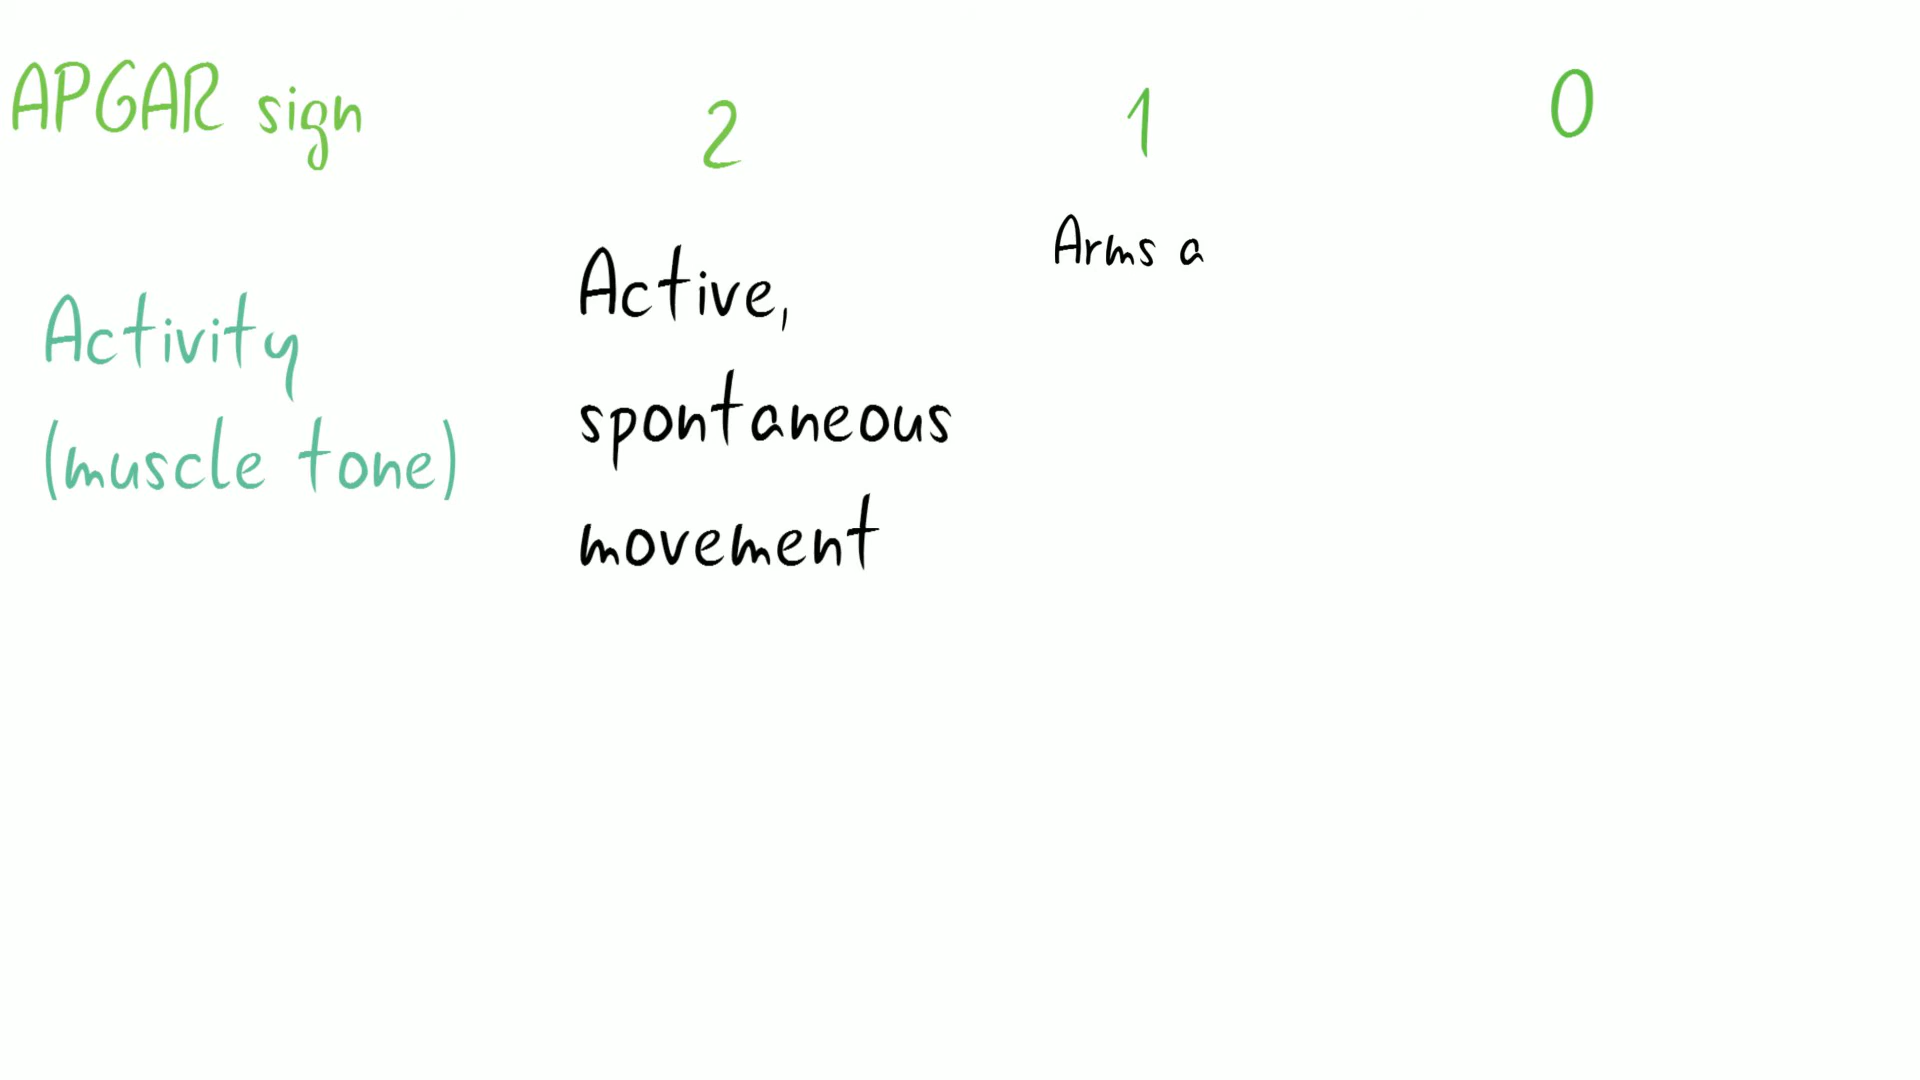 APGAR sign 2 1 0
Arms a
Active,
Activity
spontaneous
(muscle tone)
movement